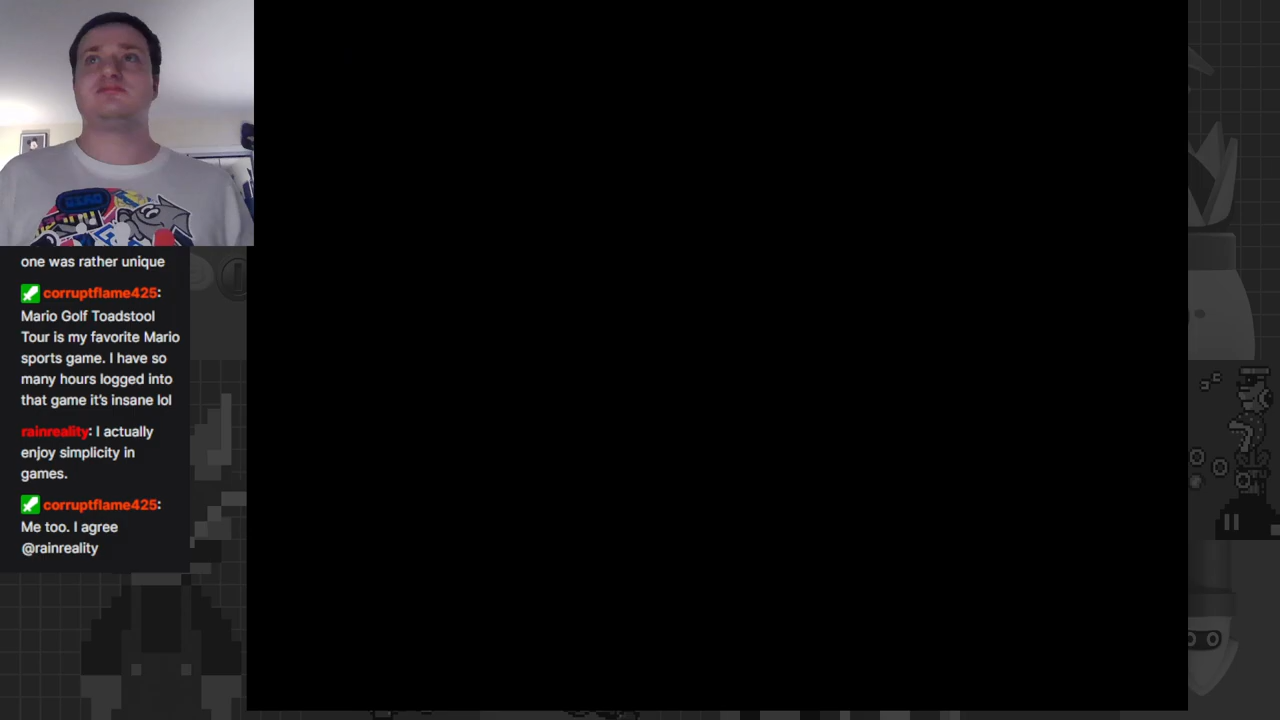 one was rather unique
corruptflame425:
Mario Golf Toadstool
Tour is my favorite Mario
sports game. I have so
many hours logged into
that game it's insane lol
rainreality: I actually
enjoy simplicity in
games.
corruptflame425:
Me too. I agree
@rainreality